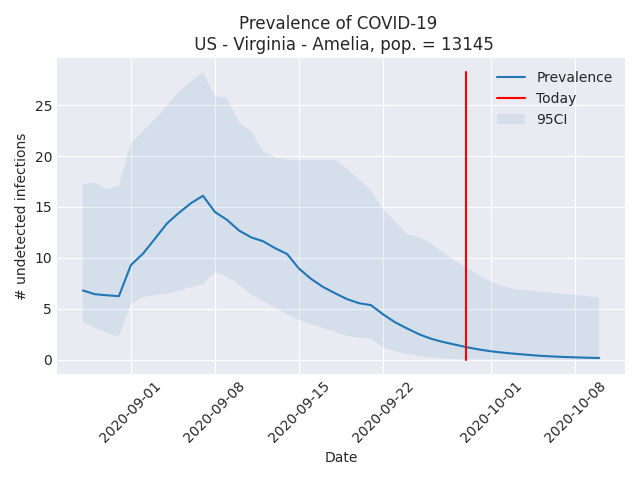 Prevalence of COVID-19
US - Virginia - Amelia, pop. = 13145
Prevalence
Today
95CI
# undetected infections
25
20
15
10
5
0
2020-09-01
2020-09-08
2020-09-15
2020-09-22
2020-10-01
2020-10-08
Date